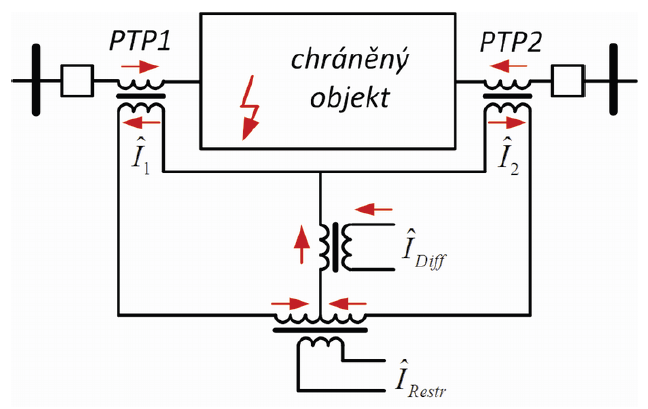 PTP1
chráněný
objekt
PTP2
Î1
Î2
ÎDiff
ÎRestr